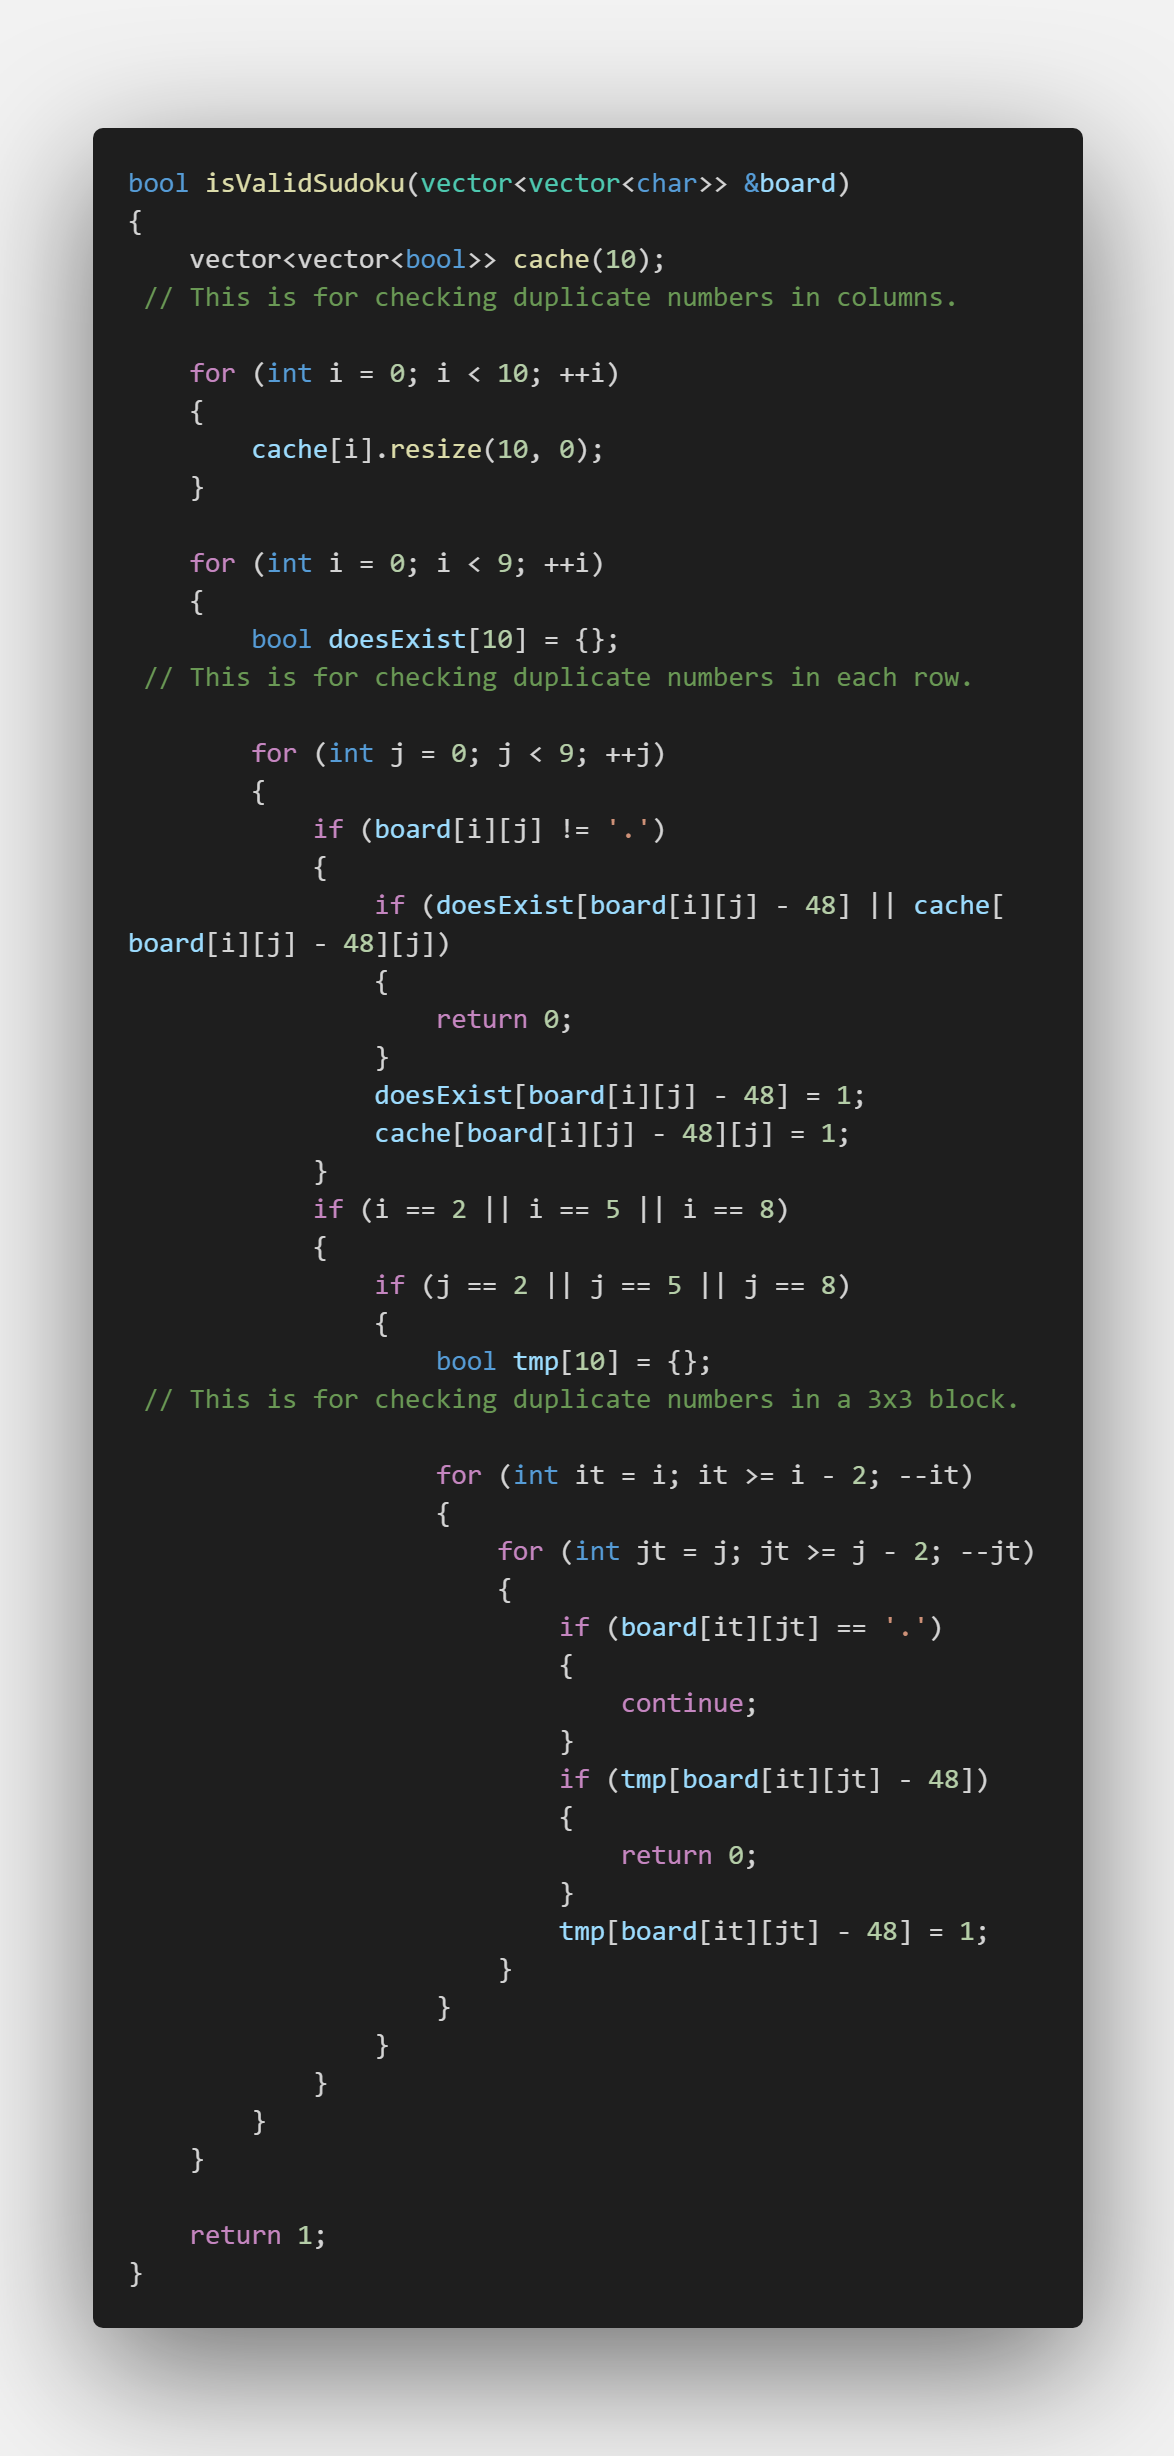 bool isValidSudoku(vector<vector<char>> &board)
{
    vector<vector<bool>> cache(10);
 // This is for checking duplicate numbers in columns.

    for (int i = 0; i < 10; ++i)
    {
        cache[i].resize(10, 0);
    }

    for (int i = 0; i < 9; ++i)
    {
        bool doesExist[10] = {};
 // This is for checking duplicate numbers in each row.

        for (int j = 0; j < 9; ++j)
        {
            if (board[i][j] != '.')
            {
                if (doesExist[board[i][j] - 48] || cache[
board[i][j] - 48][j])
                {
                    return 0;
                }
                doesExist[board[i][j] - 48] = 1;
                cache[board[i][j] - 48][j] = 1;
            }
            if (i == 2 || i == 5 || i == 8)
            {
                if (j == 2 || j == 5 || j == 8)
                {
                    bool tmp[10] = {};
 // This is for checking duplicate numbers in a 3x3 block.

                    for (int it = i; it >= i - 2; --it)
                    {
                        for (int jt = j; jt >= j - 2; --jt)
                        {
                            if (board[it][jt] == '.')
                            {
                                continue;
                            }
                            if (tmp[board[it][jt] - 48])
                            {
                                return 0;
                            }
                            tmp[board[it][jt] - 48] = 1;
                        }
                    }
                }
            }
        }
    }

    return 1;
}